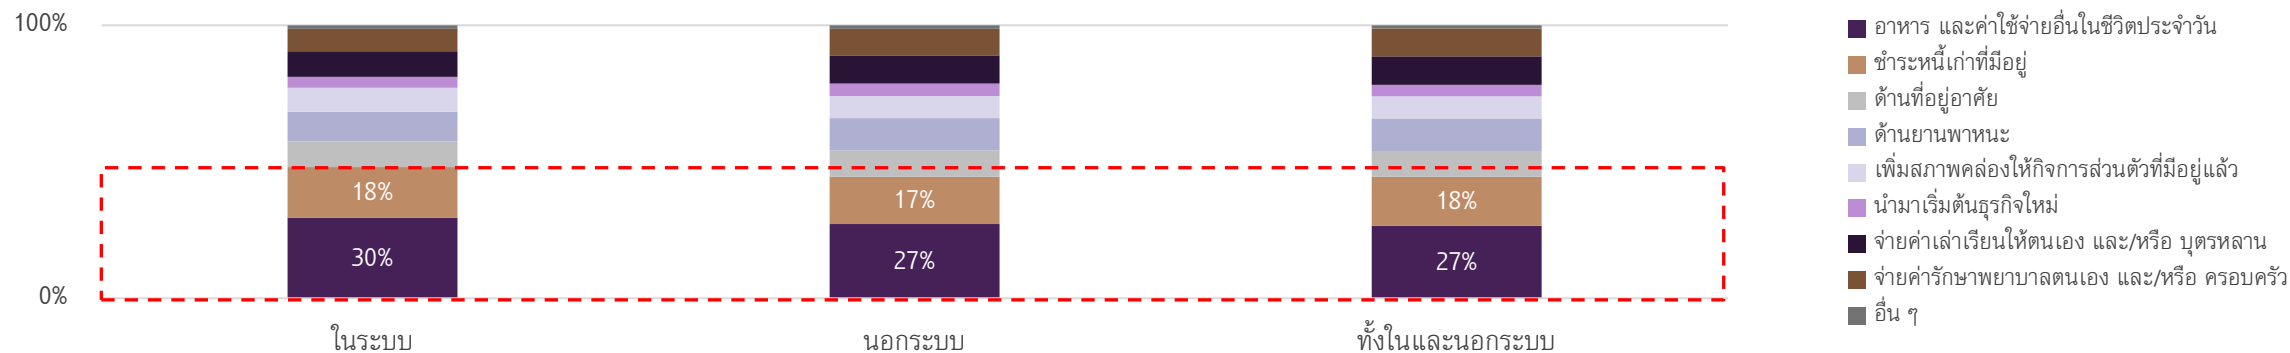 100%
0%
18%
30%
17%
27%
18%
27%
ในระบบ
นอกระบบ
ทั้งในและนอกระบบ
อาหาร และค่าใช้จ่ายอื่นในชีวิตประจำวัน
ชำระหนี้เก่าที่มีอยู่
ด้านที่อยู่อาศัย
ด้านยานพาหนะ
เพิ่มสภาพคล่องให้กิจการส่วนตัวที่มีอยู่แล้ว
นำมาเริ่มต้นธุรกิจใหม่
จ่ายค่าเล่าเรียนให้ตนเอง และ/หรือ บุตรหลาน
จ่ายค่ารักษาพยาบาลตนเอง และ/หรือ ครอบครัว
อื่น ๆ